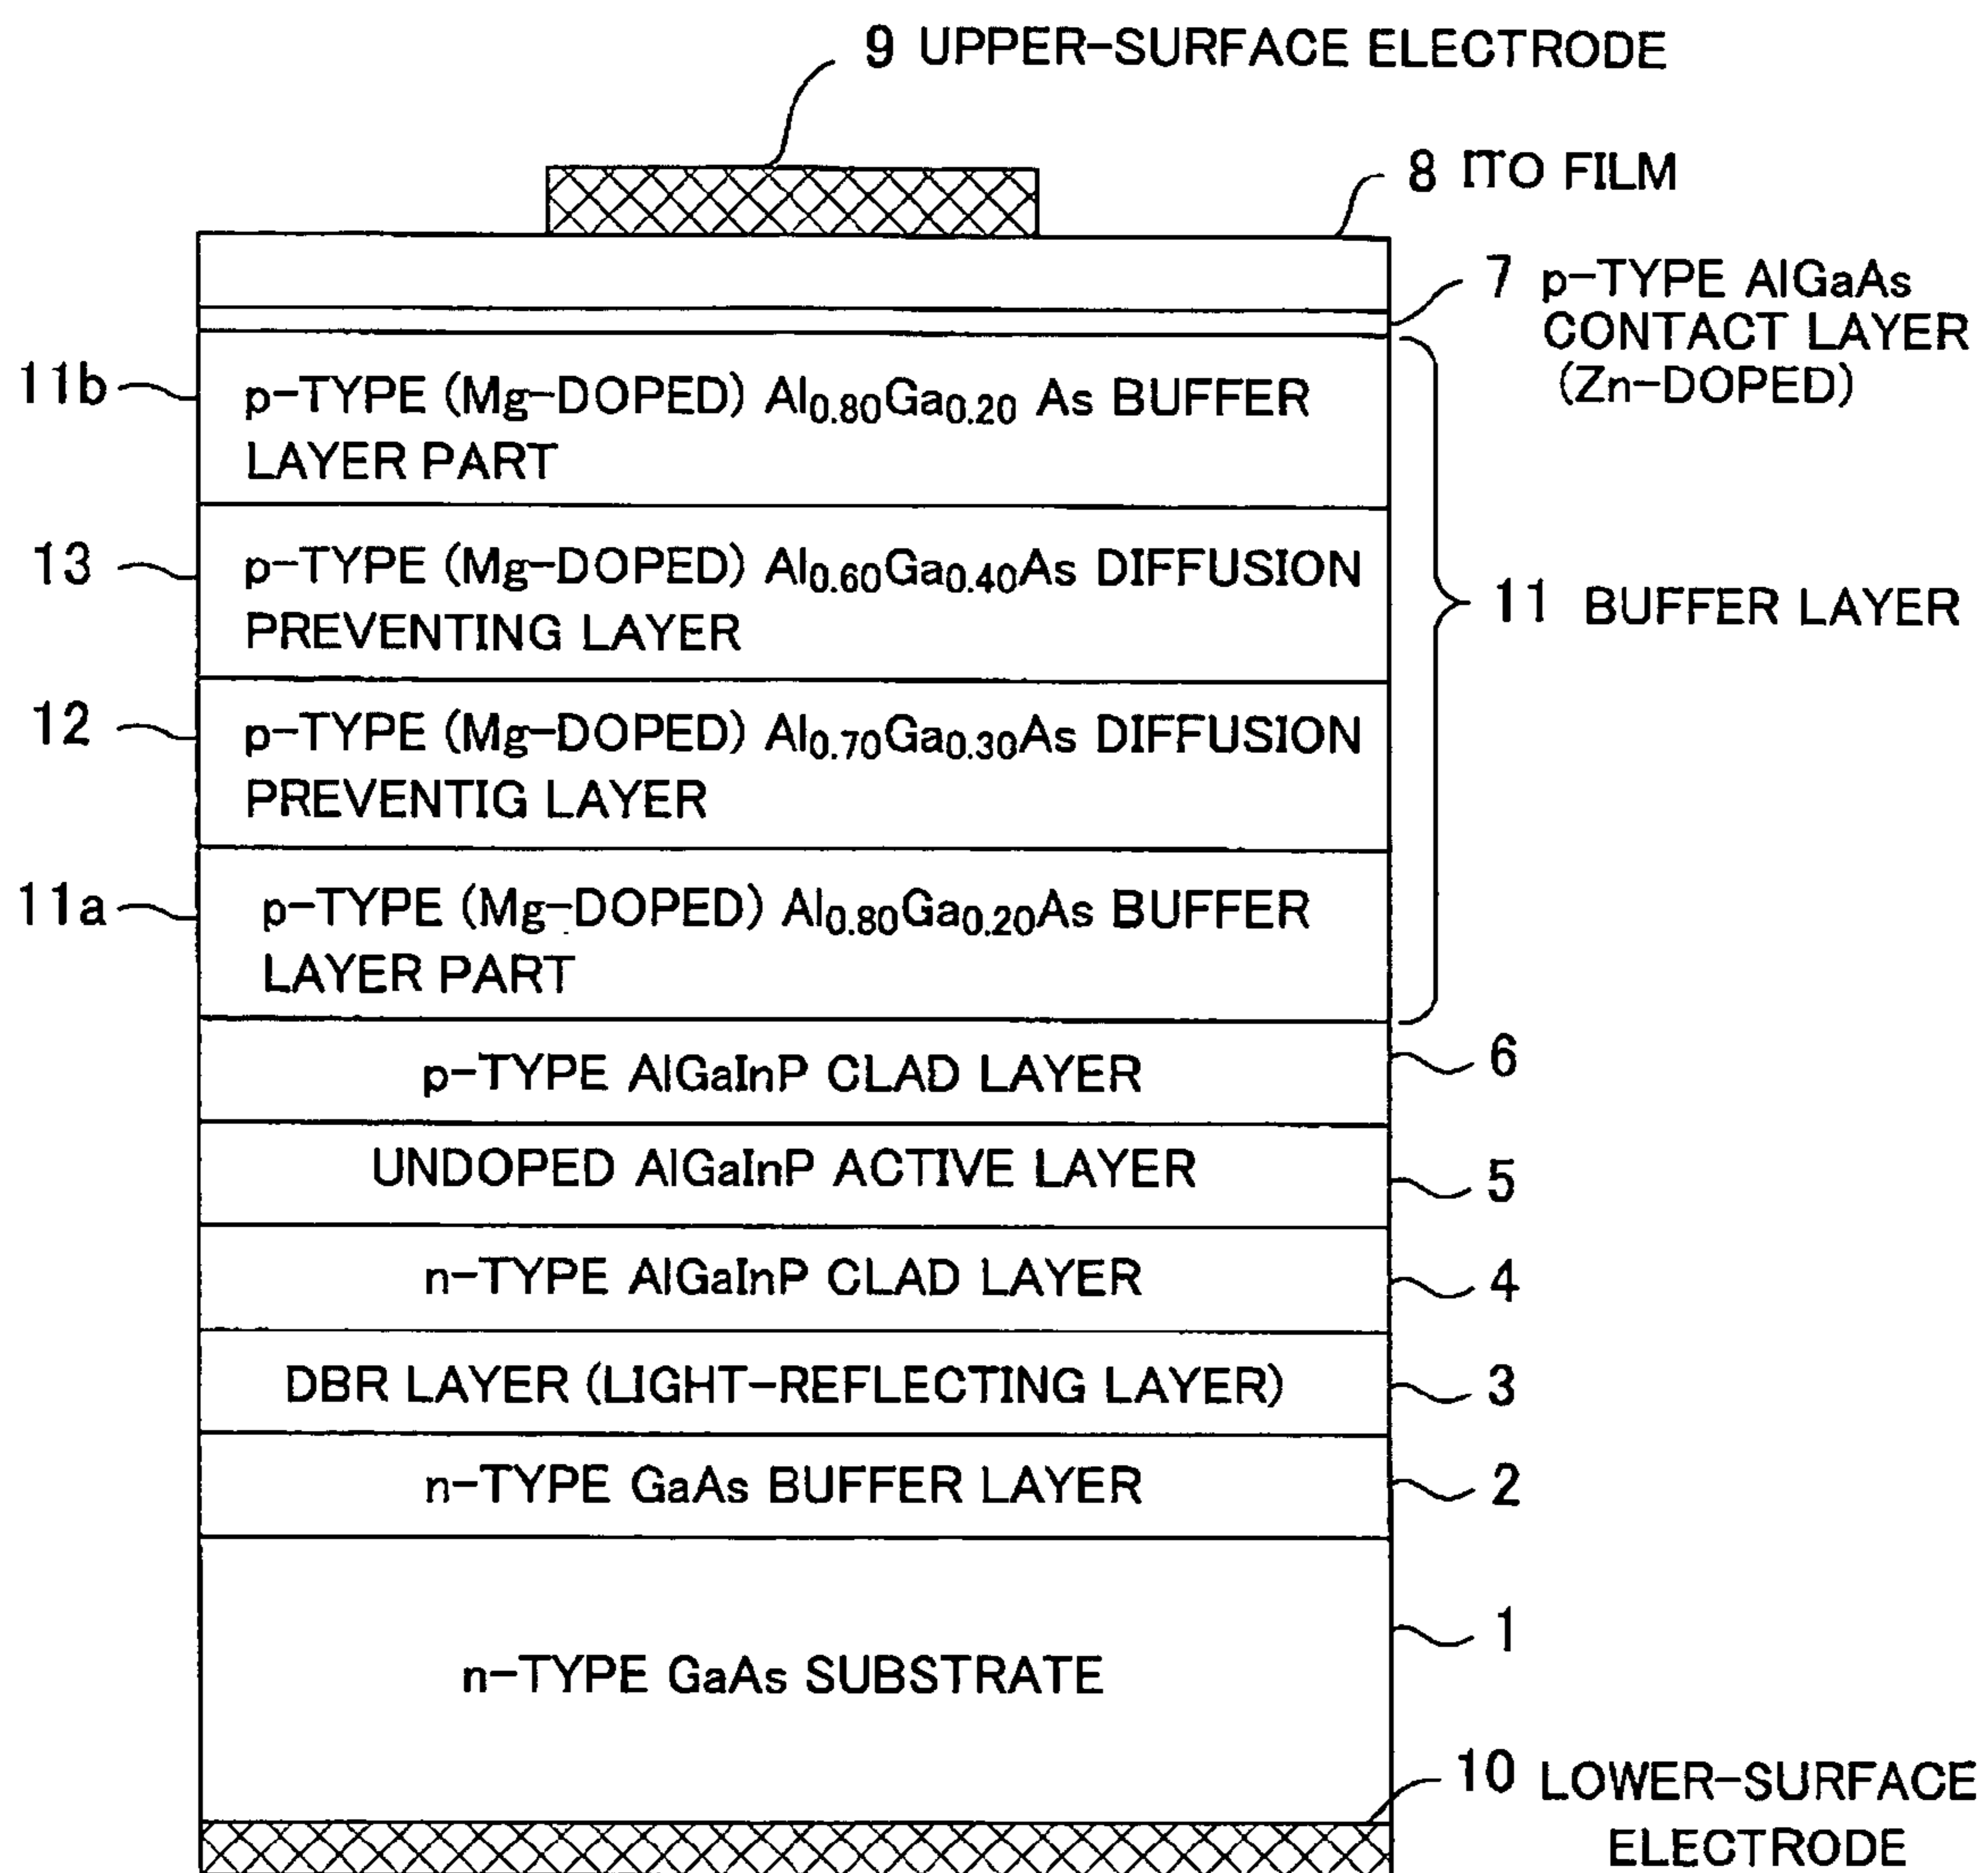 9 UPPER-SURFACE ELECTRODE
8 ITO FILM
7 p-TYPE AlGaAs
CONTACT LAYER
(Zn-DOPED)
11b
p-TYPE (Mg-DOPED) Al0.80Ga0.20 As BUFFER
LAYER PART
13
p-TYPE (Mg-DOPED) Al0.60Ga0.40As DIFFUSION
PREVENTING LAYER
11 BUFFER LAYER
12
p-TYPE (Mg-DOPED) Al0.70Ga0.30As DIFFUSION
PREVENTIG LAYER
11a
p-TYPE (Mg-DOPED) Al0.80Ga0.20As BUFFER
LAYER PART
p-TYPE AlGaInP CLAD LAYER
6
UNDOPED AlGaInP ACTIVE LAYER
5
n-TYPE AlGaInP CLAD LAYER
4
DBR LAYER (LIGHT-REFLECTING LAYER)
3
n-TYPE GaAs BUFFER LAYER
2
n-TYPE GaAs SUBSTRATE
1
10 LOWER-SURFACE
ELECTRODE